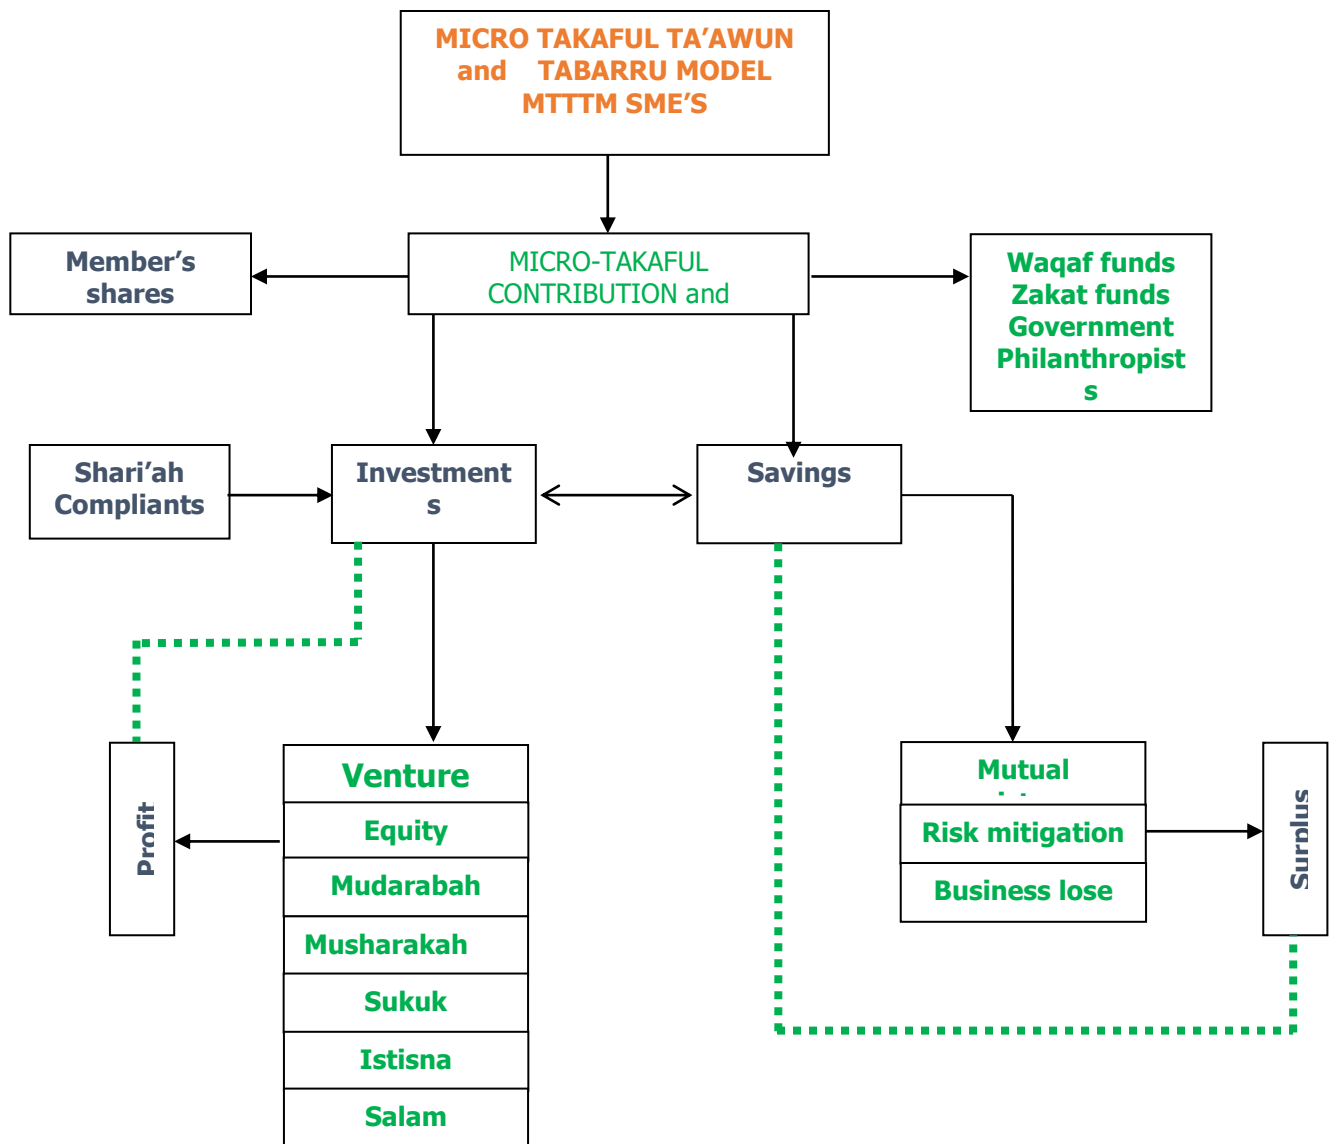 MICRO TAKAFUL TA’AWUN
and TABARRU MODEL
MTTTM SME’S
Member’s
shares
MICRO-TAKAFUL
CONTRIBUTION and
Waqaf funds
Zakat funds
Government
Philanthropist
s
Shari’ah
Compliants
Investment
s
Savings
Profit
Venture
Equity
Mudarabah
Musharakah
Sukuk
Istisna
Salam
Mutual
Risk mitigation
Business lose
Surplus